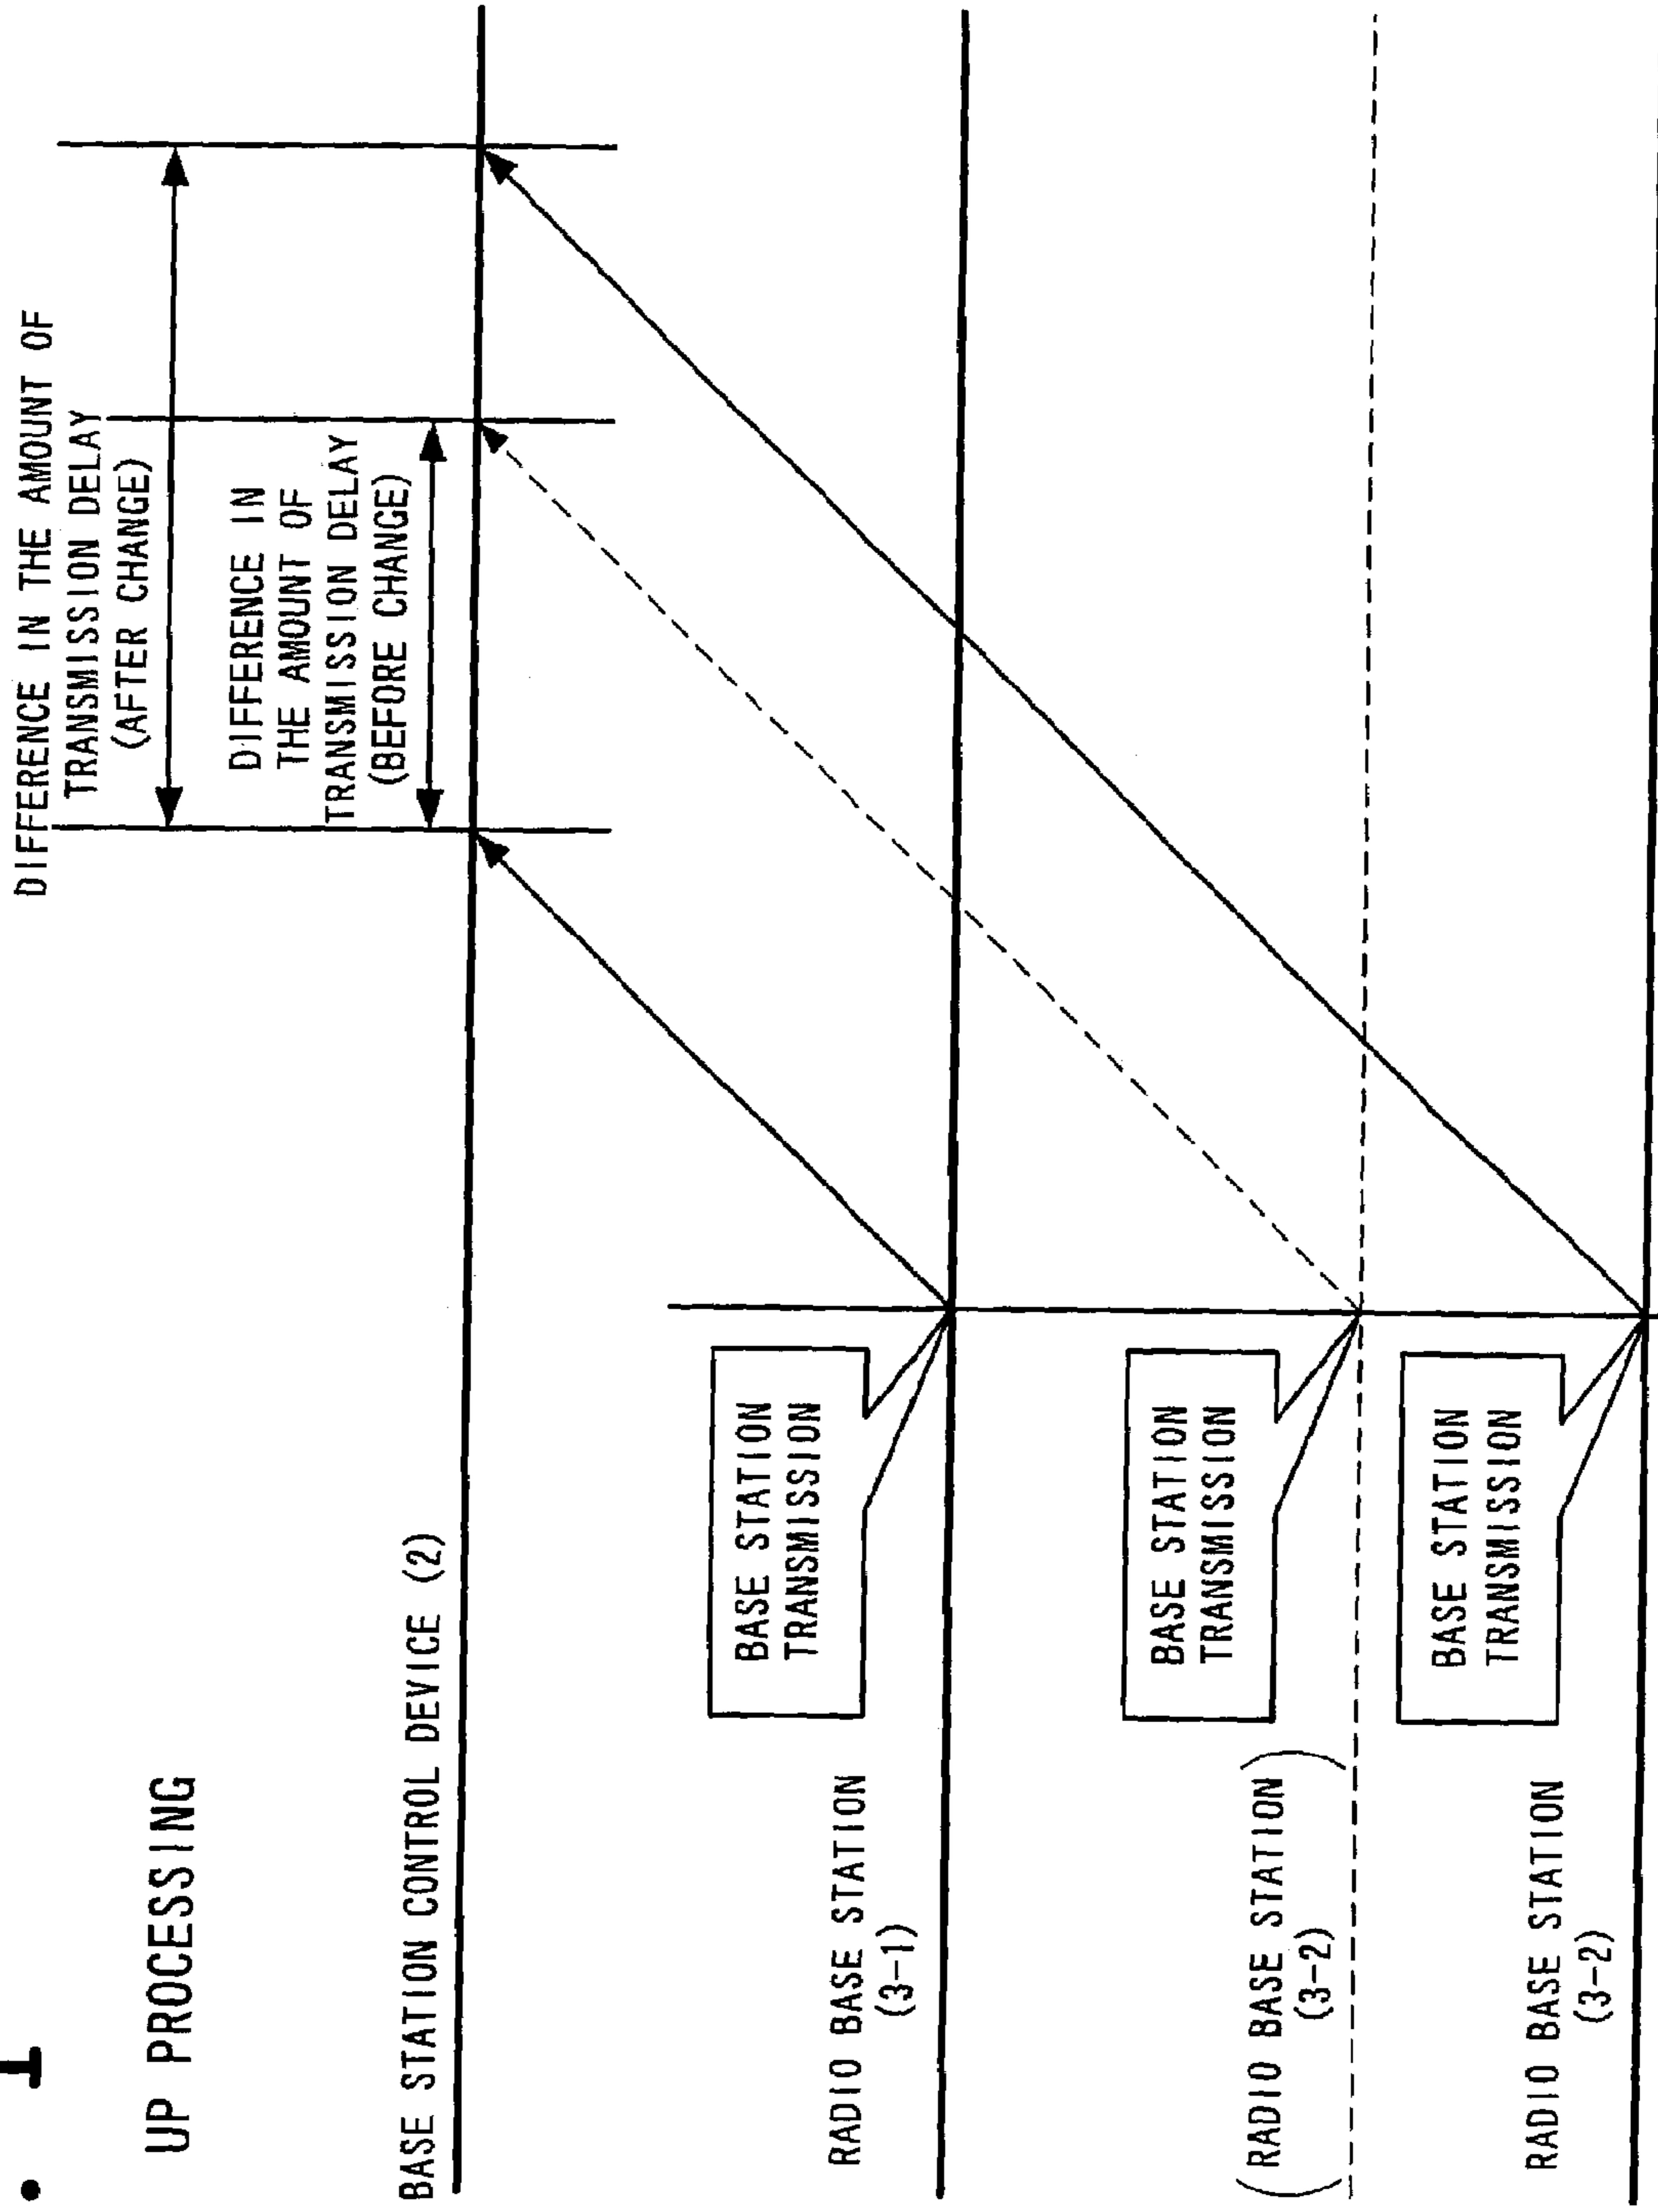 . 1
UP PROCESSING
DIFFERENCE IN THE AMOUNT OF
TRANSMISSION DELAY
(AFTER CHANGE)
DIFFERENCE IN
THE AMOUNT OF
TRANSMISSION DELAY
(BEFORE CHANGE)
BASE STATION CONTROL DEVICE (2)
BASE STATION
TRANSMISSION
RADIO BASE STATION
(3-1)
BASE STATION
TRANSMISSION
(RADIO BASE STATION)
(3-2)
BASE STATION
TRANSMISSION
RADIO BASE STATION
(3-2)